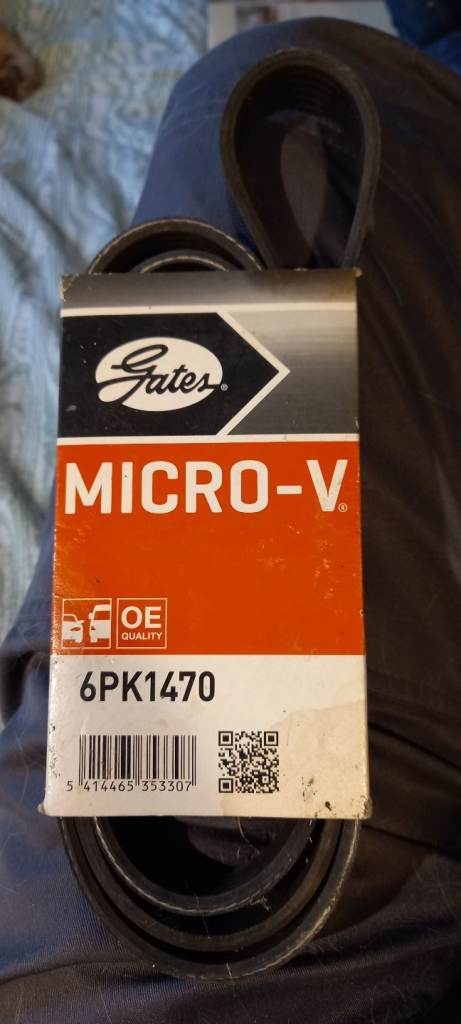 Gates®
MICRO-V®
OE
QUALITY
6PK1470
5 414465 353307